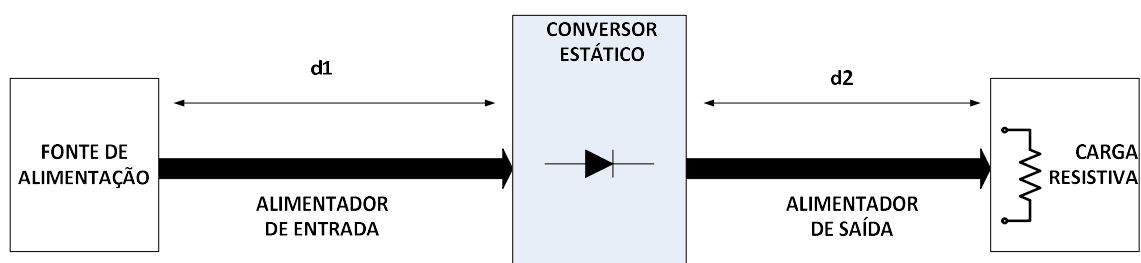 FONTE DE
ALIMENTAÇÃO
d1
ALIMENTADOR
DE ENTRADA
CONVERSOR
ESTÁTICO
d2
ALIMENTADOR
DE SAÍDA
CARGA
RESISTIVA